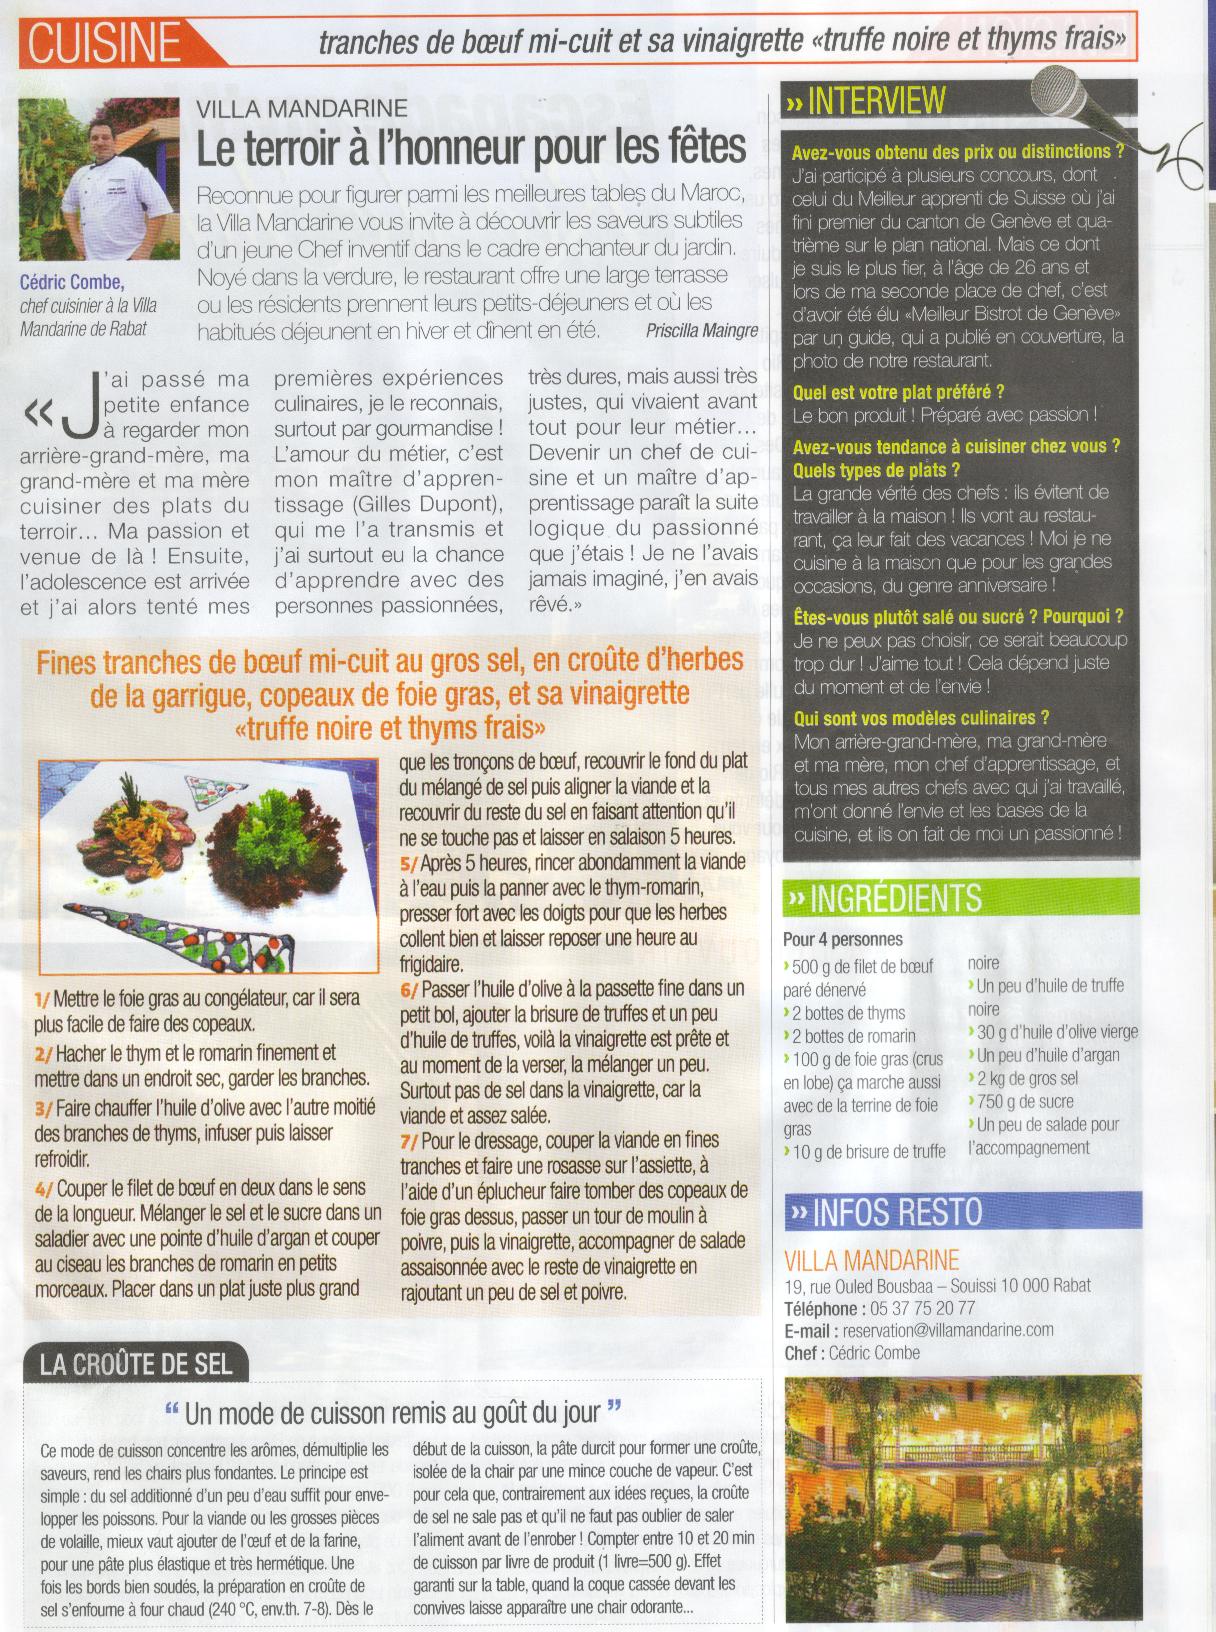 CUISINE
tranches de bœuf mi-cuit et sa vinaigrette «truffe noire et thyms frais»
VILLA MANDARINE
Le terroir à l'honneur pour les fêtes
Reconnue pour figurer parmi les meilleures tables du Maroc,
la Villa Mandarine vous invite à découvrir les saveurs subtiles
d'un jeune Chef inventif dans le cadre enchanteur du jardin.
Noyé dans la verdure, le restaurant offre une large terrasse
ou les résidents prennent leurs petits-déjeuners et où les
habitués déjeunent en hiver et dînent en été.
Priscilla Maingre
Cédric Combe,
chef cuisinier à la Villa
Mandarine de Rabat
«J'ai passé ma
petite enfance
à regarder mon
arrière-grand-mère, ma
grand-mère et ma mère
cuisiner des plats du
terroir... Ma passion et
venue de là ! Ensuite,
l'adolescence est arrivée
et j'ai alors tenté mes
premières expériences
culinaires, je le reconnais,
surtout par gourmandise !
L'amour du métier, c'est
mon maître d'appren-
tissage (Gilles Dupont),
qui me l'a transmis et
j'ai surtout eu la chance
d'apprendre avec des
personnes passionnées,
très dures, mais aussi très
justes, qui vivaient avant
tout pour leur métier...
Devenir un chef de cui-
sine et un maître d'ap-
prentissage paraît la suite
logique du passionné
que j'étais ! Je ne l'avais
jamais imaginé, j'en avais
rêvé.»
Fines tranches de bœuf mi-cuit au gros sel, en croûte d'herbes
de la garrigue, copeaux de foie gras, et sa vinaigrette
«truffe noire et thyms frais»
1/ Mettre le foie gras au congélateur, car il sera
plus facile de faire des copeaux.
2/ Hacher le thym et le romarin finement et
mettre dans un endroit sec, garder les branches.
3/ Faire chauffer l'huile d'olive avec l'autre moitié
des branches de thyms, infuser puis laisser
refroidir.
4/ Couper le filet de bœuf en deux dans le sens
de la longueur. Mélanger le sel et le sucre dans un
saladier avec une pointe d'huile d'argan et couper
au ciseau les branches de romarin en petits
morceaux. Placer dans un plat juste plus grand
que les tronçons de bœuf, recouvrir le fond du plat
du mélangé de sel puis aligner la viande et la
recouvrir du reste du sel en faisant attention qu'il
ne se touche pas et laisser en salaison 5 heures.
5/ Après 5 heures, rincer abondamment la viande
à l'eau puis la panner avec le thym-romarin,
presser fort avec les doigts pour que les herbes
collent bien et laisser reposer une heure au
frigidaire.
6/ Passer l'huile d'olive à la passette fine dans un
petit bol, ajouter la brisure de truffes et un peu
d'huile de truffes, voilà la vinaigrette est prête et
au moment de la verser, la mélanger un peu.
Surtout pas de sel dans la vinaigrette, car la
viande et assez salée.
7/ Pour le dressage, couper la viande en fines
tranches et faire une rosasse sur l'assiette, à
l'aide d'un éplucheur faire tomber des copeaux de
foie gras dessus, passer un tour de moulin à
poivre, puis la vinaigrette, accompagner de salade
assaisonnée avec le reste de vinaigrette en
rajoutant un peu de sel et poivre.
LA CROÛTE DE SEL
“ Un mode de cuisson remis au goût du jour ”
Ce mode de cuisson concentre les arômes, démultiplie les
saveurs, rend les chairs plus fondantes. Le principe est
simple : du sel additionné d'un peu d'eau suffit pour enve-
lopper les poissons. Pour la viande ou les grosses pièces
de volaille, mieux vaut ajouter de l'œuf et de la farine,
pour une pâte plus élastique et très hermétique. Une
fois les bords bien soudés, la préparation en croûte de
sel s'enfourne à four chaud (240 °C, env.th. 7-8). Dès le
début de la cuisson, la pâte durcit pour former une croûte,
isolée de la chair par une mince couche de vapeur. C'est
pour cela que, contrairement aux idées reçues, la croûte
de sel ne sale pas et qu'il ne faut pas oublier de saler
l'aliment avant de l'enrober ! Compter entre 10 et 20 min
de cuisson par livre de produit (1 livre=500 g). Effet
garanti sur la table, quand la coque cassée devant les
convives laisse apparaître une chair odorante...
›› INTERVIEW
Avez-vous obtenu des prix ou distinctions ?
J'ai participé à plusieurs concours, dont
celui du Meilleur apprenti de Suisse où j'ai
fini premier du canton de Genève et qua-
trième sur le plan national. Mais ce dont
je suis le plus fier, à l'âge de 26 ans et
lors de ma seconde place de chef, c'est
d'avoir été élu «Meilleur Bistrot de Genève»
par un guide, qui a publié en couverture, la
photo de notre restaurant.
Quel est votre plat préféré ?
Le bon produit ! Préparé avec passion !
Avez-vous tendance à cuisiner chez vous ?
Quels types de plats ?
La grande vérité des chefs : ils évitent de
travailler à la maison ! Ils vont au restau-
rant, ça leur fait des vacances ! Moi je ne
cuisine à la maison que pour les grandes
occasions, du genre anniversaire !
Êtes-vous plutôt salé ou sucré ? Pourquoi ?
Je ne peux pas choisir, ce serait beaucoup
trop dur ! J'aime tout ! Cela dépend juste
du moment et de l'envie !
Qui sont vos modèles culinaires ?
Mon arrière-grand-mère, ma grand-mère
et ma mère, mon chef d'apprentissage, et
tous mes autres chefs avec qui j'ai travaillé,
m'ont donné l'envie et les bases de la
cuisine, et ils on fait de moi un passionné !
›› INGRÉDIENTS
Pour 4 personnes
› 500 g de filet de bœuf
paré dénervé
› 2 bottes de thyms
› 2 bottes de romarin
› 100 g de foie gras (crus
en lobe) ça marche aussi
avec de la terrine de foie
gras
› 10 g de brisure de truffe
noire
› Un peu d'huile de truffe
noire
› 30 g d'huile d'olive vierge
› Un peu d'huile d'argan
› 2 kg de gros sel
› 750 g de sucre
› Un peu de salade pour
l'accompagnement
›› INFOS RESTO
VILLA MANDARINE
19, rue Ouled Bousbaa – Souissi 10 000 Rabat
Téléphone : 05 37 75 20 77
E-mail : reservation@villamandarine.com
Chef : Cédric Combe